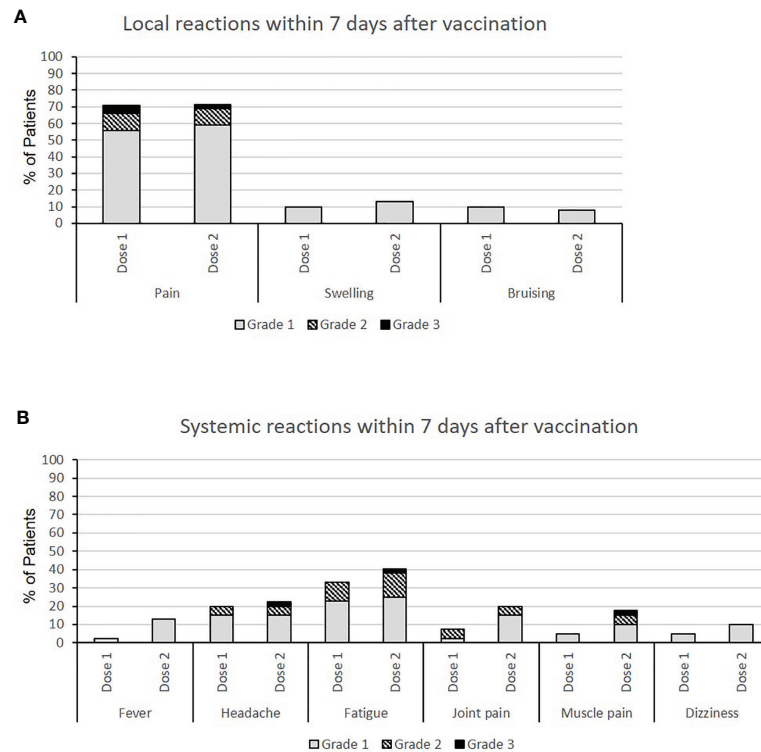 A
Local reactions within 7 days after vaccination
% of Patients
100
90
80
70
60
50
40
30
20
10
0
Dose 1 Dose 2 Dose 1 Dose 2 Dose 1 Dose 2
Pain Swelling Bruising
Grade 1 Grade 2 Grade 3
B
Systemic reactions within 7 days after vaccination
% of Patients
100
90
80
70
60
50
40
30
20
10
0
Dose 1 Dose 2 Dose 1 Dose 2 Dose 1 Dose 2 Dose 1 Dose 2 Dose 1 Dose 2 Dose 1 Dose 2
Fever Headache Fatigue Joint pain Muscle pain Dizziness
Grade 1 Grade 2 Grade 3